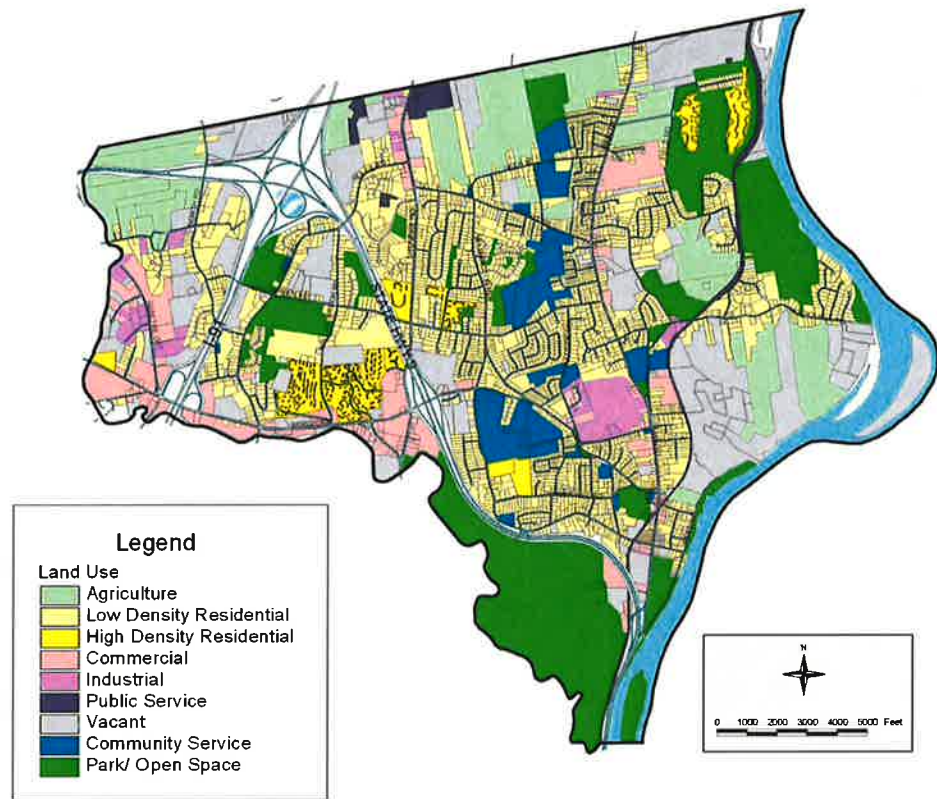 Legend
Land Use
Agriculture
Low Density Residential
High Density Residential
Commercial
Industrial
Public Service
Vacant
Community Service
Park/ Open Space
N
0 1000 2000 3000 4000 5000 Feet